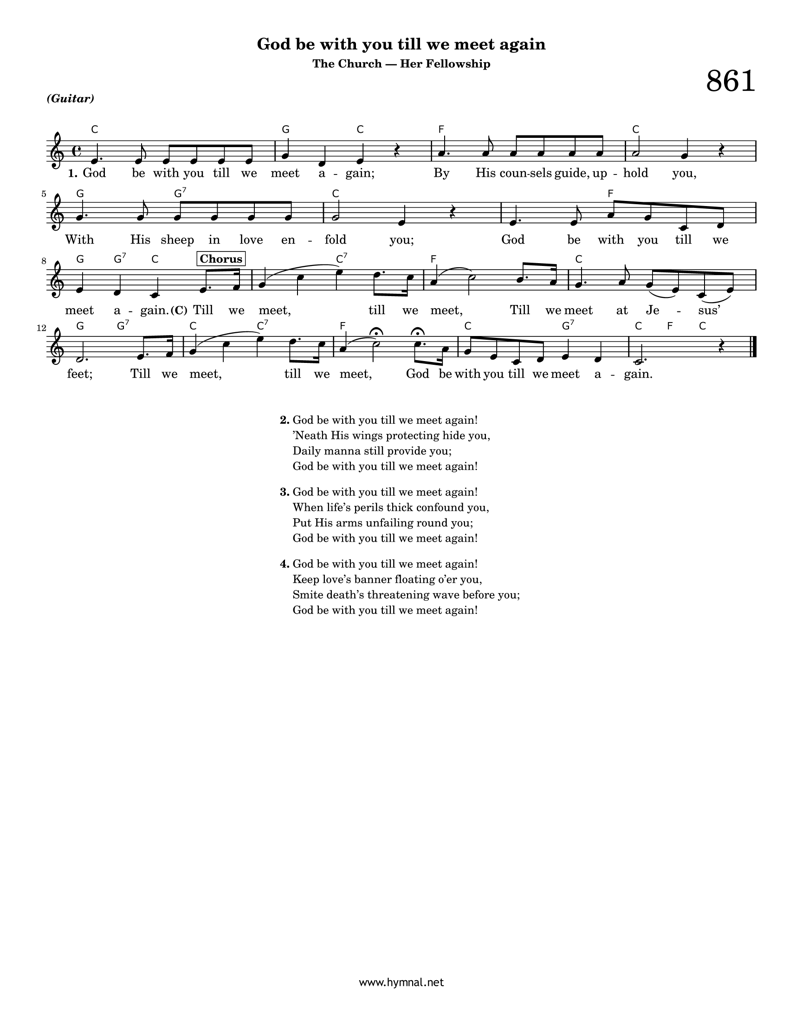 God be with you till we meet again
The Church — Her Fellowship
861
(Guitar)
C G C F C
1. God be with you till we meet a - gain; By His coun-sels guide, up - hold you,
5 G G7 C F
With His sheep in love en - fold you; God be with you till we
8 G G7 C Chorus C7 F C
meet a - gain. (C) Till we meet, till we meet, Till we meet at Je - sus’
12 G G7 C C7 F C G7 C F C
feet; Till we meet, till we meet, God be with you till we meet a - gain.
2. God be with you till we meet again!
’Neath His wings protecting hide you,
Daily manna still provide you;
God be with you till we meet again!
3. God be with you till we meet again!
When life’s perils thick confound you,
Put His arms unfailing round you;
God be with you till we meet again!
4. God be with you till we meet again!
Keep love’s banner floating o’er you,
Smite death’s threatening wave before you;
God be with you till we meet again!
www.hymnal.net